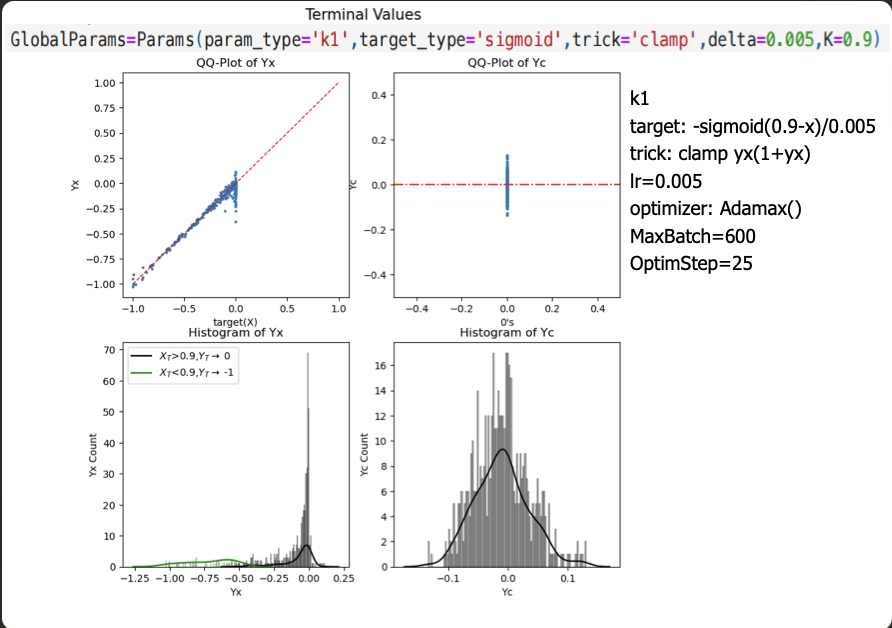 Terminal Values
GlobalParams=Params(param_type='k1',target_type='sigmoid',trick='clamp',delta=0.005,K=0.9)
QQ-Plot of Yx
1.00
0.75
0.50
0.25
0.00
−0.25
−0.50
−0.75
−1.00
Yx
−1.0 −0.5 0.0 0.5 1.0
target(X)
QQ-Plot of Yc
0.4
0.2
0.0
−0.2
−0.4
Yc
−0.4 −0.2 0.0 0.2 0.4
0's
k1
target: -sigmoid(0.9-x)/0.005
trick: clamp yx(1+yx)
lr=0.005
optimizer: Adamax()
MaxBatch=600
OptimStep=25
Histogram of Yx
70
60
50
40
30
20
10
0
Yx Count
X_T>0.9,Y_T→ 0
X_T<0.9,Y_T→ -1
−1.25 −1.00 −0.75 −0.50 −0.25 0.00 0.25
Yx
Histogram of Yc
16
14
12
10
8
6
4
2
0
Yc Count
−0.1 0.0 0.1
Yc